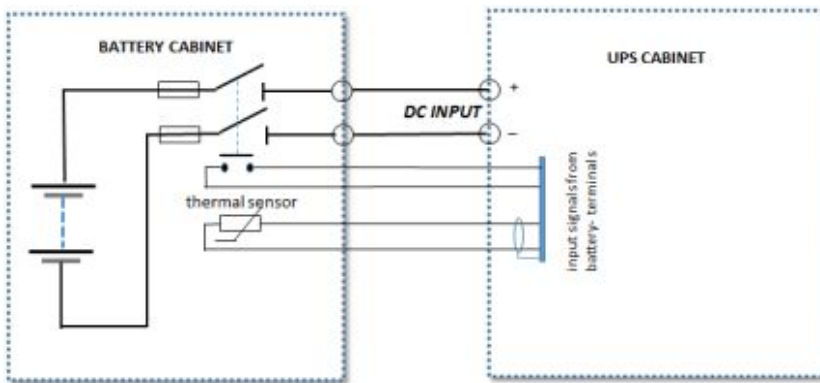 BATTERY CABINET
UPS CABINET
+
DC INPUT
–
thermal sensor
input signals from
battery- terminals